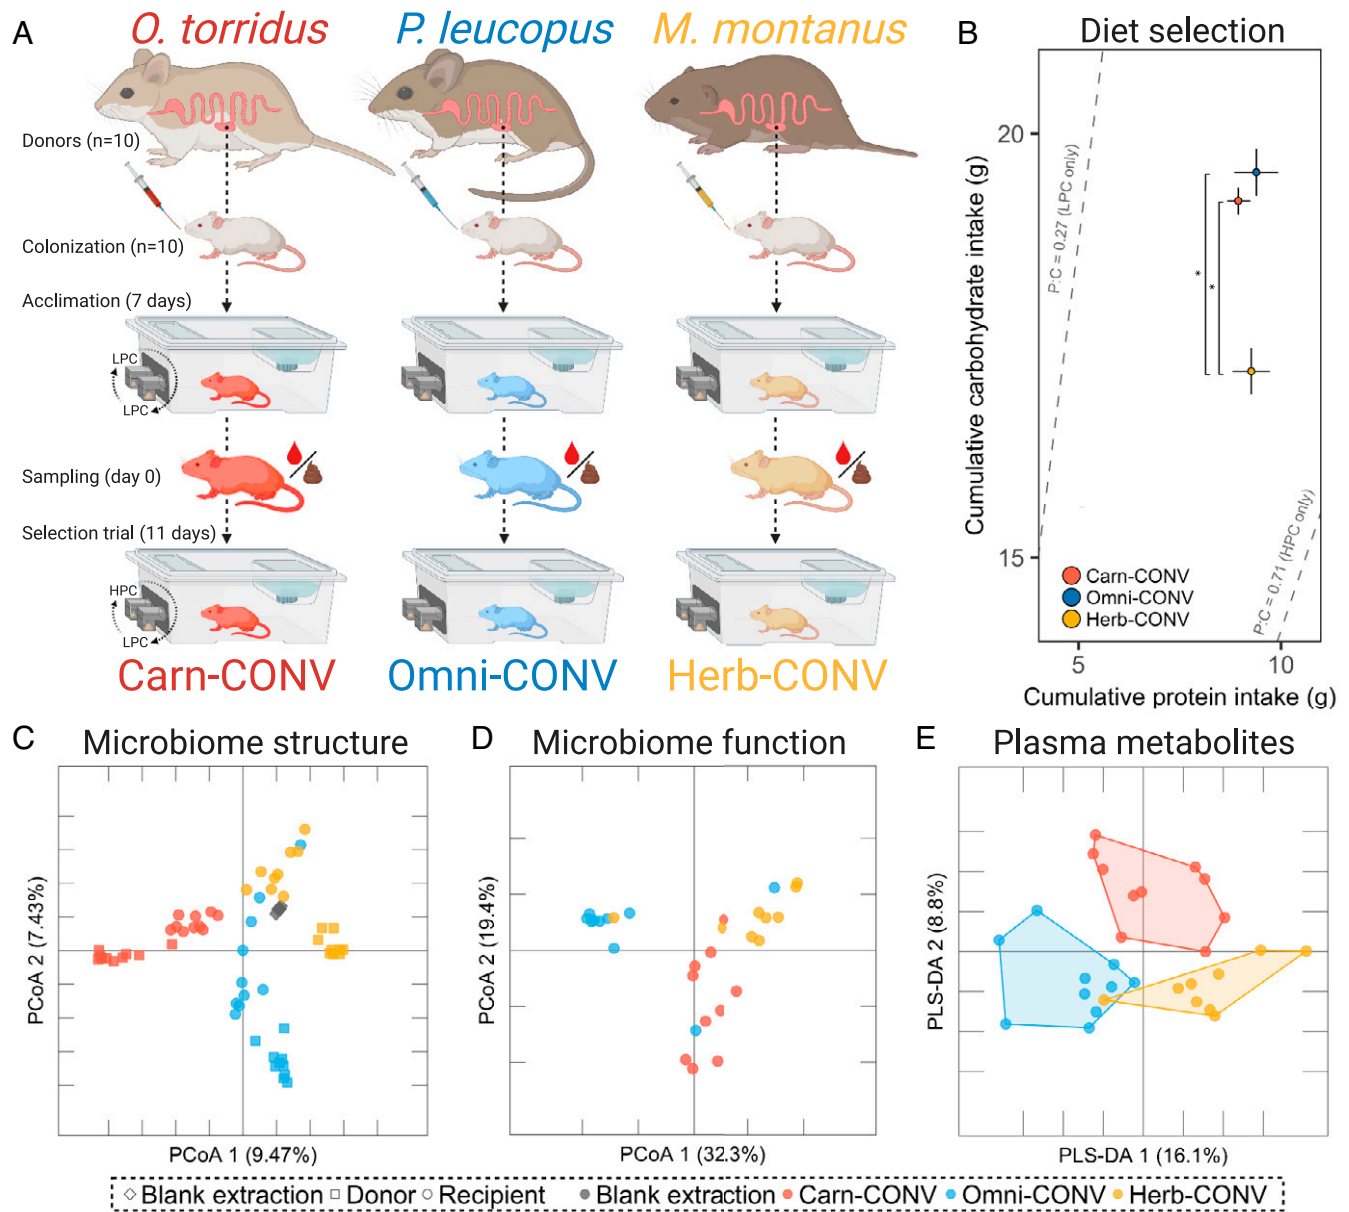 A
O. torridus
P. leucopus
M. montanus
Donors (n=10)
Colonization (n=10)
Acclimation (7 days)
LPC
LPC
Sampling (day 0)
Selection trial (11 days)
HPC
LPC
Carn-CONV
Omni-CONV
Herb-CONV
B
Diet selection
Cumulative carbohydrate intake (g)
20
15
P:C = 0.27 (LPC only)
*
*
P:C = 0.71 (HPC only)
Carn-CONV
Omni-CONV
Herb-CONV
5
10
Cumulative protein intake (g)
C
Microbiome structure
PCoA 2 (7.43%)
PCoA 1 (9.47%)
D
Microbiome function
PCoA 2 (19.4%)
PCoA 1 (32.3%)
E
Plasma metabolites
PLS-DA 2 (8.8%)
PLS-DA 1 (16.1%)
Blank extraction Donor Recipient Blank extraction Carn-CONV Omni-CONV Herb-CONV